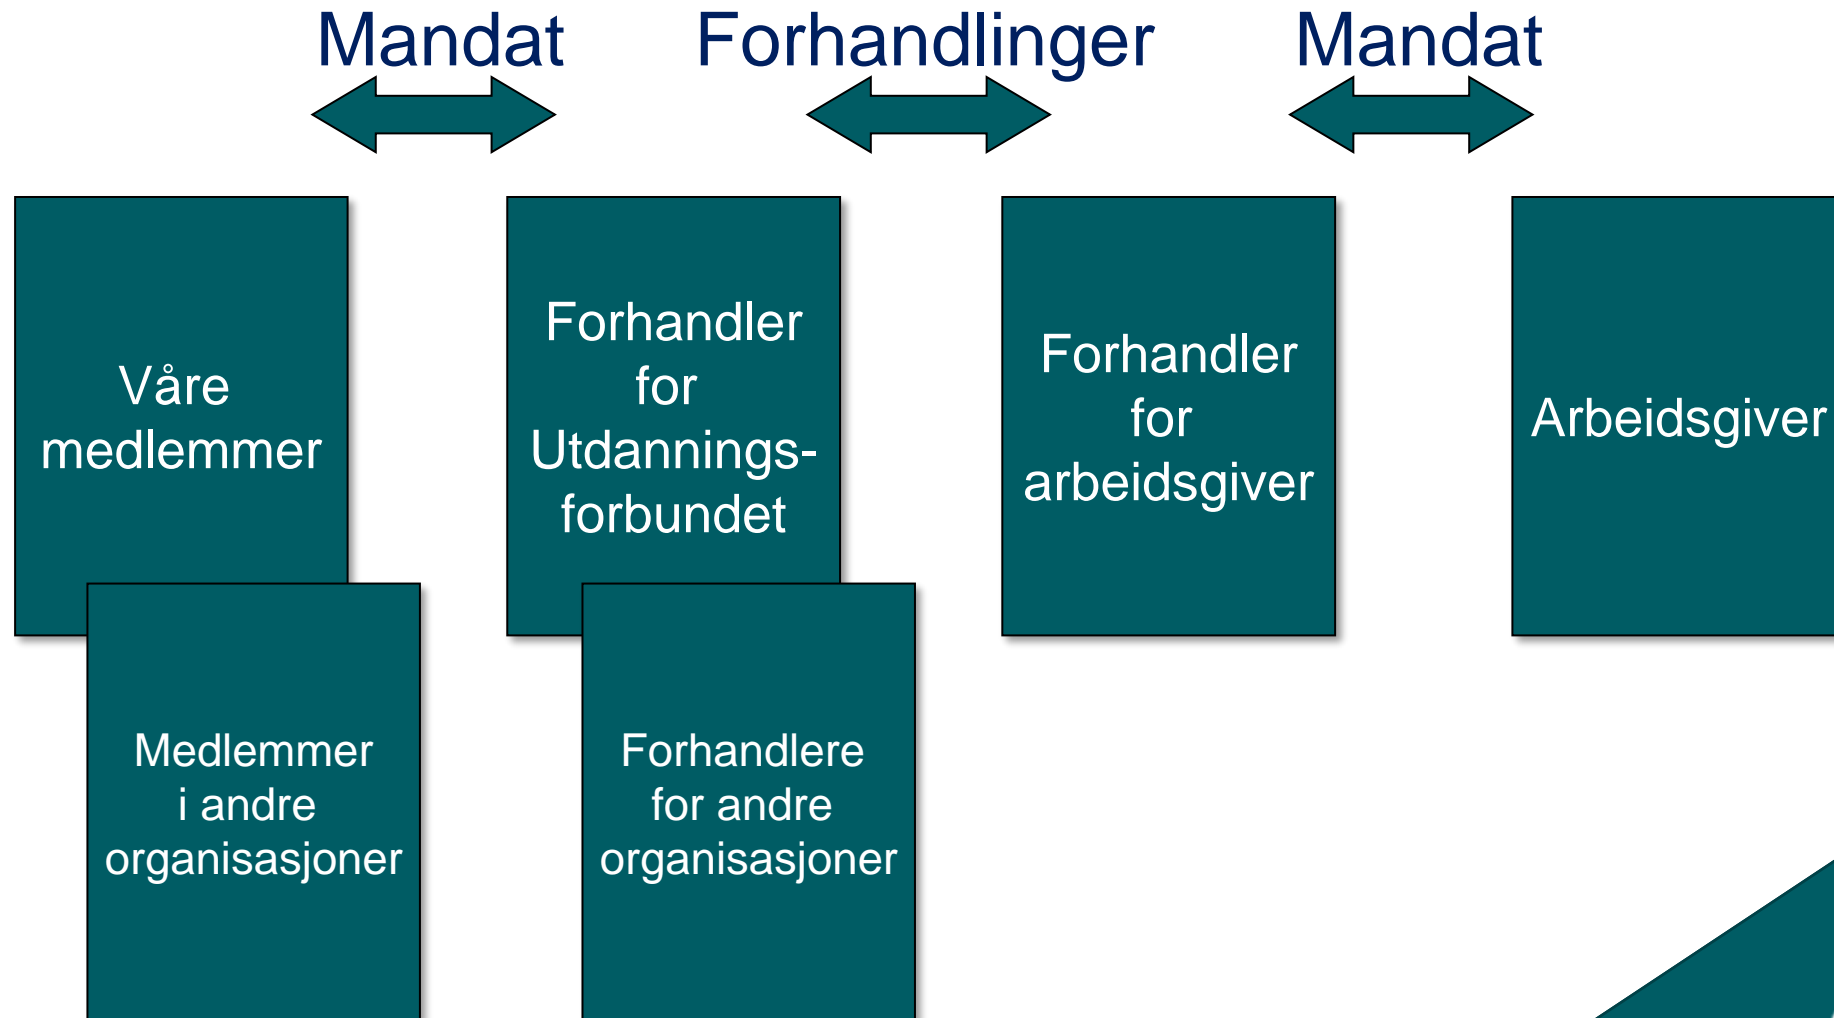 Mandat
Forhandlinger
Mandat
Våre
medlemmer
Forhandler
for
Utdannings-
forbundet
Forhandler
for
arbeidsgiver
Arbeidsgiver
Medlemmer
i andre
organisasjoner
Forhandlere
for andre
organisasjoner